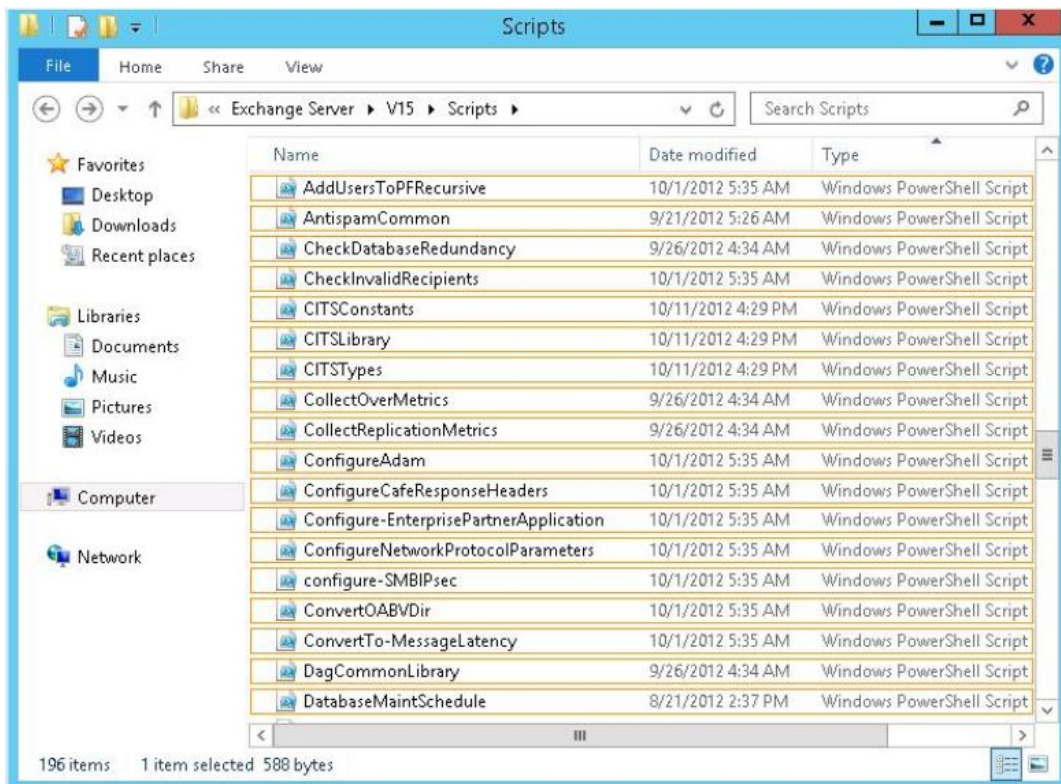 Scripts
File Home Share View
« Exchange Server V15 Scripts Search Scripts
Favorites
Desktop
Downloads
Recent places
Libraries
Documents
Music
Pictures
Videos
Computer
Network
Name Date modified Type
AddUsersToPFRecursive 10/1/2012 5:35 AM Windows PowerShell Script
AntispamCommon 9/21/2012 5:26 AM Windows PowerShell Script
CheckDatabaseRedundancy 9/26/2012 4:34 AM Windows PowerShell Script
CheckInvalidRecipients 10/1/2012 5:35 AM Windows PowerShell Script
CITSConstants 10/11/2012 4:29 PM Windows PowerShell Script
CITSLibrary 10/11/2012 4:29 PM Windows PowerShell Script
CITSTypes 10/11/2012 4:29 PM Windows PowerShell Script
CollectOverMetrics 9/26/2012 4:34 AM Windows PowerShell Script
CollectReplicationMetrics 9/26/2012 4:34 AM Windows PowerShell Script
ConfigureAdam 10/1/2012 5:35 AM Windows PowerShell Script
ConfigureCafeResponseHeaders 10/1/2012 5:35 AM Windows PowerShell Script
Configure-EnterprisePartnerApplication 10/1/2012 5:35 AM Windows PowerShell Script
ConfigureNetworkProtocolParameters 10/1/2012 5:35 AM Windows PowerShell Script
configure-SMBIPsec 10/1/2012 5:35 AM Windows PowerShell Script
ConvertOABVDir 10/1/2012 5:35 AM Windows PowerShell Script
ConvertTo-MessageLatency 10/1/2012 5:35 AM Windows PowerShell Script
DagCommonLibrary 9/26/2012 4:34 AM Windows PowerShell Script
DatabaseMaintSchedule 8/21/2012 2:37 PM Windows PowerShell Script
196 items 1 item selected 588 bytes